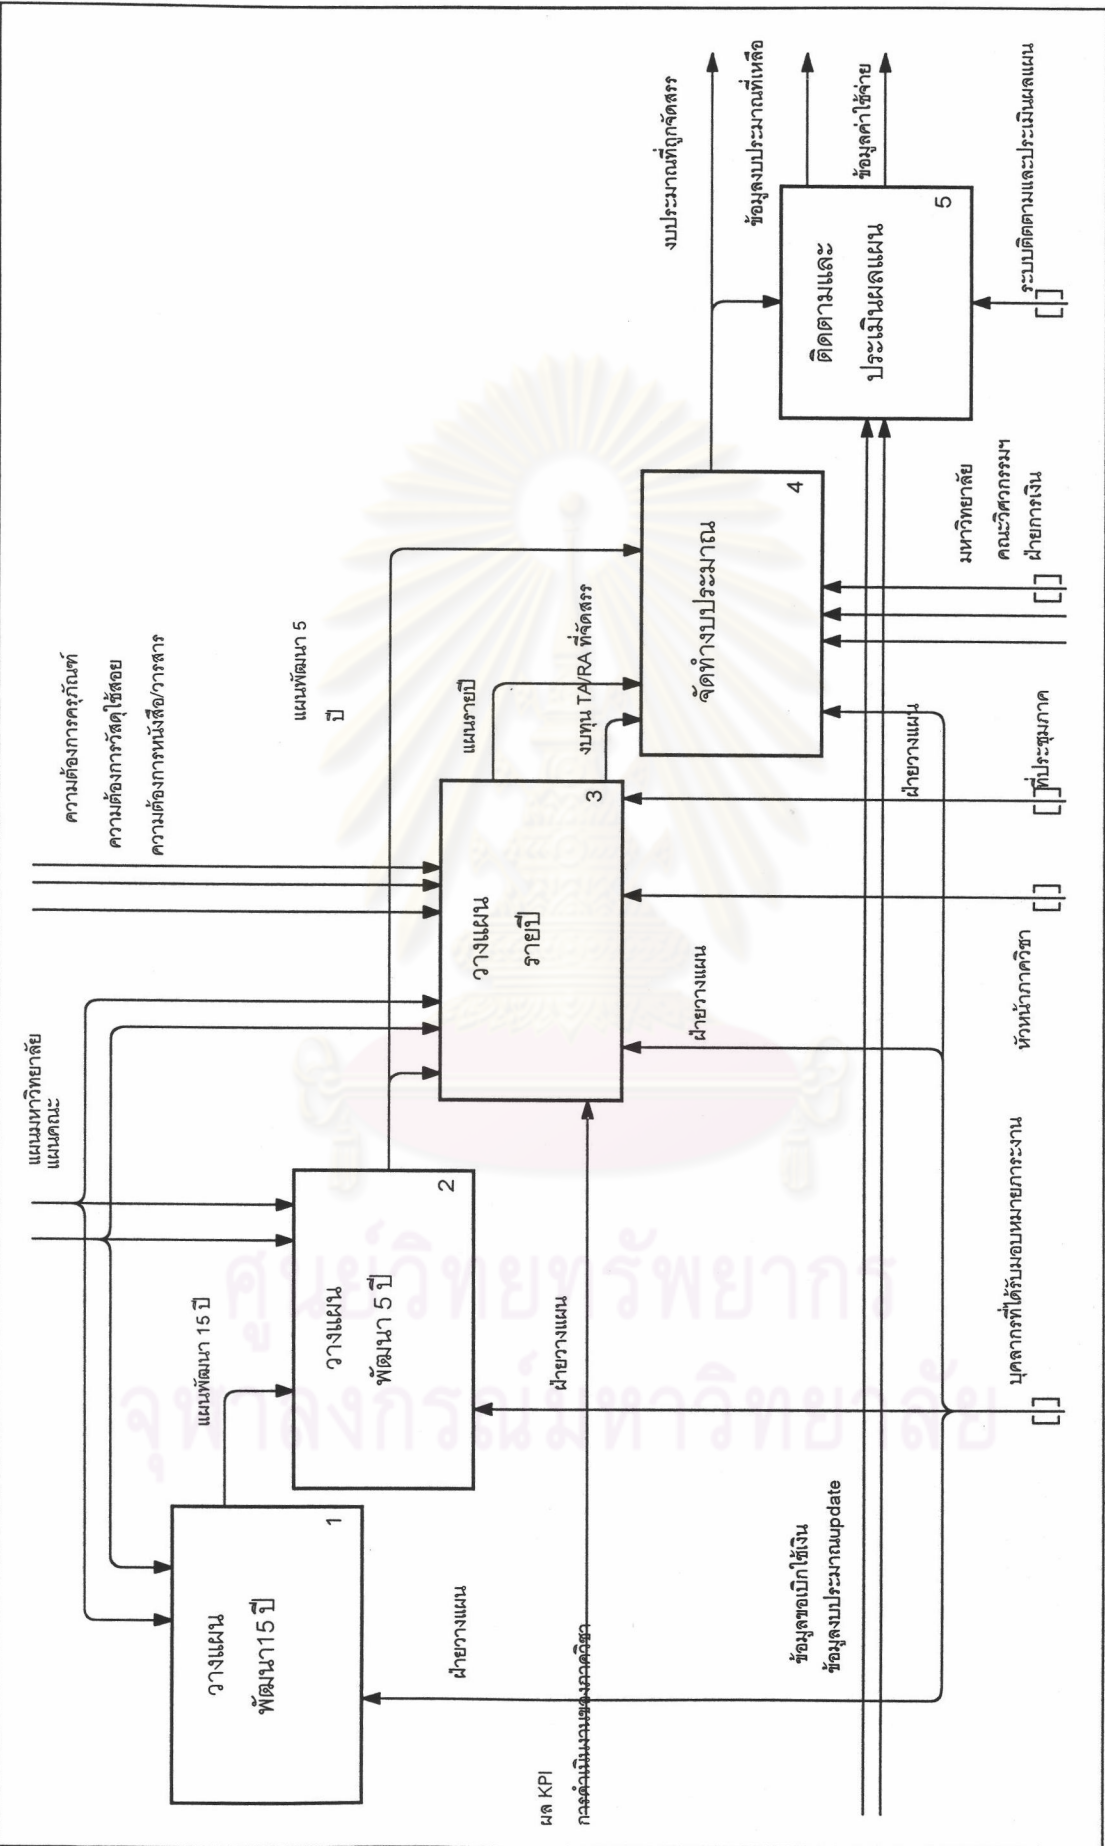 แผนมหาวิทยาลัย
แผนคณะ
ความต้องการครุภัณฑ์
ความต้องการวัสดุใช้สอย
ความต้องการหนังสือ/วารสาร
วางแผน
พัฒนา15 ปี
1
แผนพัฒนา 15 ปี
วางแผน
พัฒนา 5 ปี
2
แผนพัฒนา 5
ปี
วางแผน
รายปี
3
แผนรายปี
งบทุน TA/RA ที่จัดสรร
จัดทำงบประมาณ
4
งบประมาณที่ถูกจัดสรร
ข้อมูลงบประมาณที่เหลือ
ข้อมูลค่าใช้จ่าย
ติดตามและ
ประเมินผลแผน
5
ฝ่ายวางแผน
ฝ่ายวางแผน
ฝ่ายวางแผน
ฝ่ายวางแผน
ผล KPI
การดำเนินงานของภาควิชา
ข้อมูลขอเบิกใช้เงิน
ข้อมูลงบประมาณupdate
บุคลากรที่ได้รับมอบหมายภาระงาน
หัวหน้าภาควิชา
ที่ประชุมภาค
มหาวิทยาลัย
คณะวิศวกรรมฯ
ฝ่ายการเงิน
ระบบติดตามและประเมินผลแผน
ศูนย์วิทยทรัพยากร
จุฬาลงกรณ์มหาวิทยาลัย